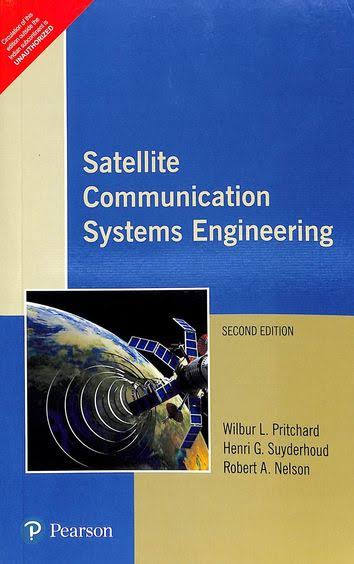 Circulation of this
edition outside the
Indian subcontinent is
UNAUTHORIZED
Satellite
Communication
Systems Engineering
SECOND EDITION
Wilbur L. Pritchard
Henri G. Suyderhoud
Robert A. Nelson
Pearson